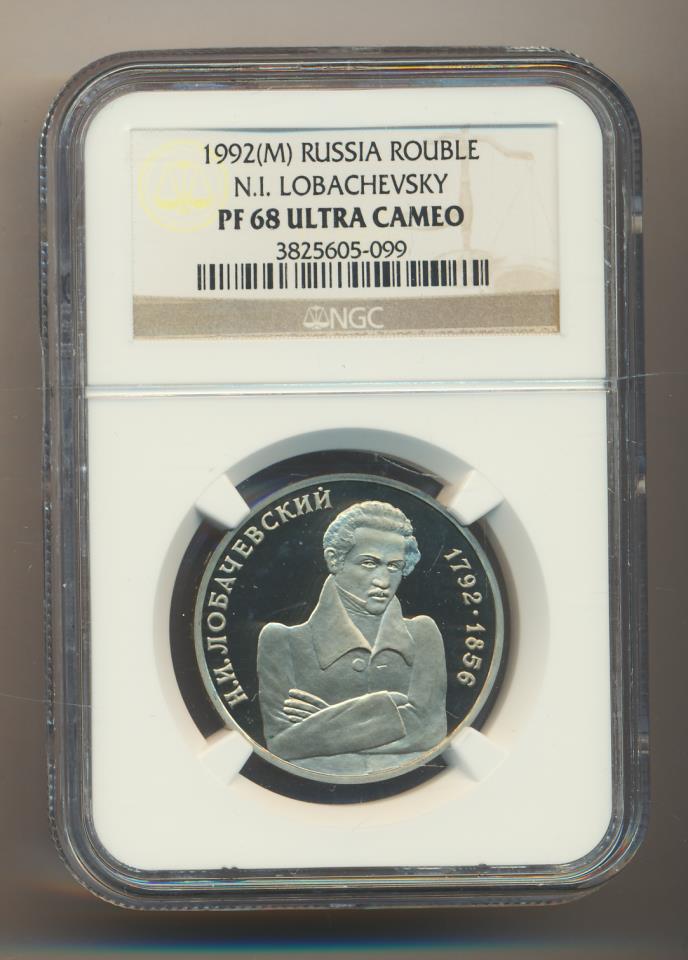 1992(M) RUSSIA ROUBLE
N.I. LOBACHEVSKY
PF 68 ULTRA CAMEO
3825605-099
NGC
Н.И.ЛОБАЧЕВСКИЙ
1792·1856